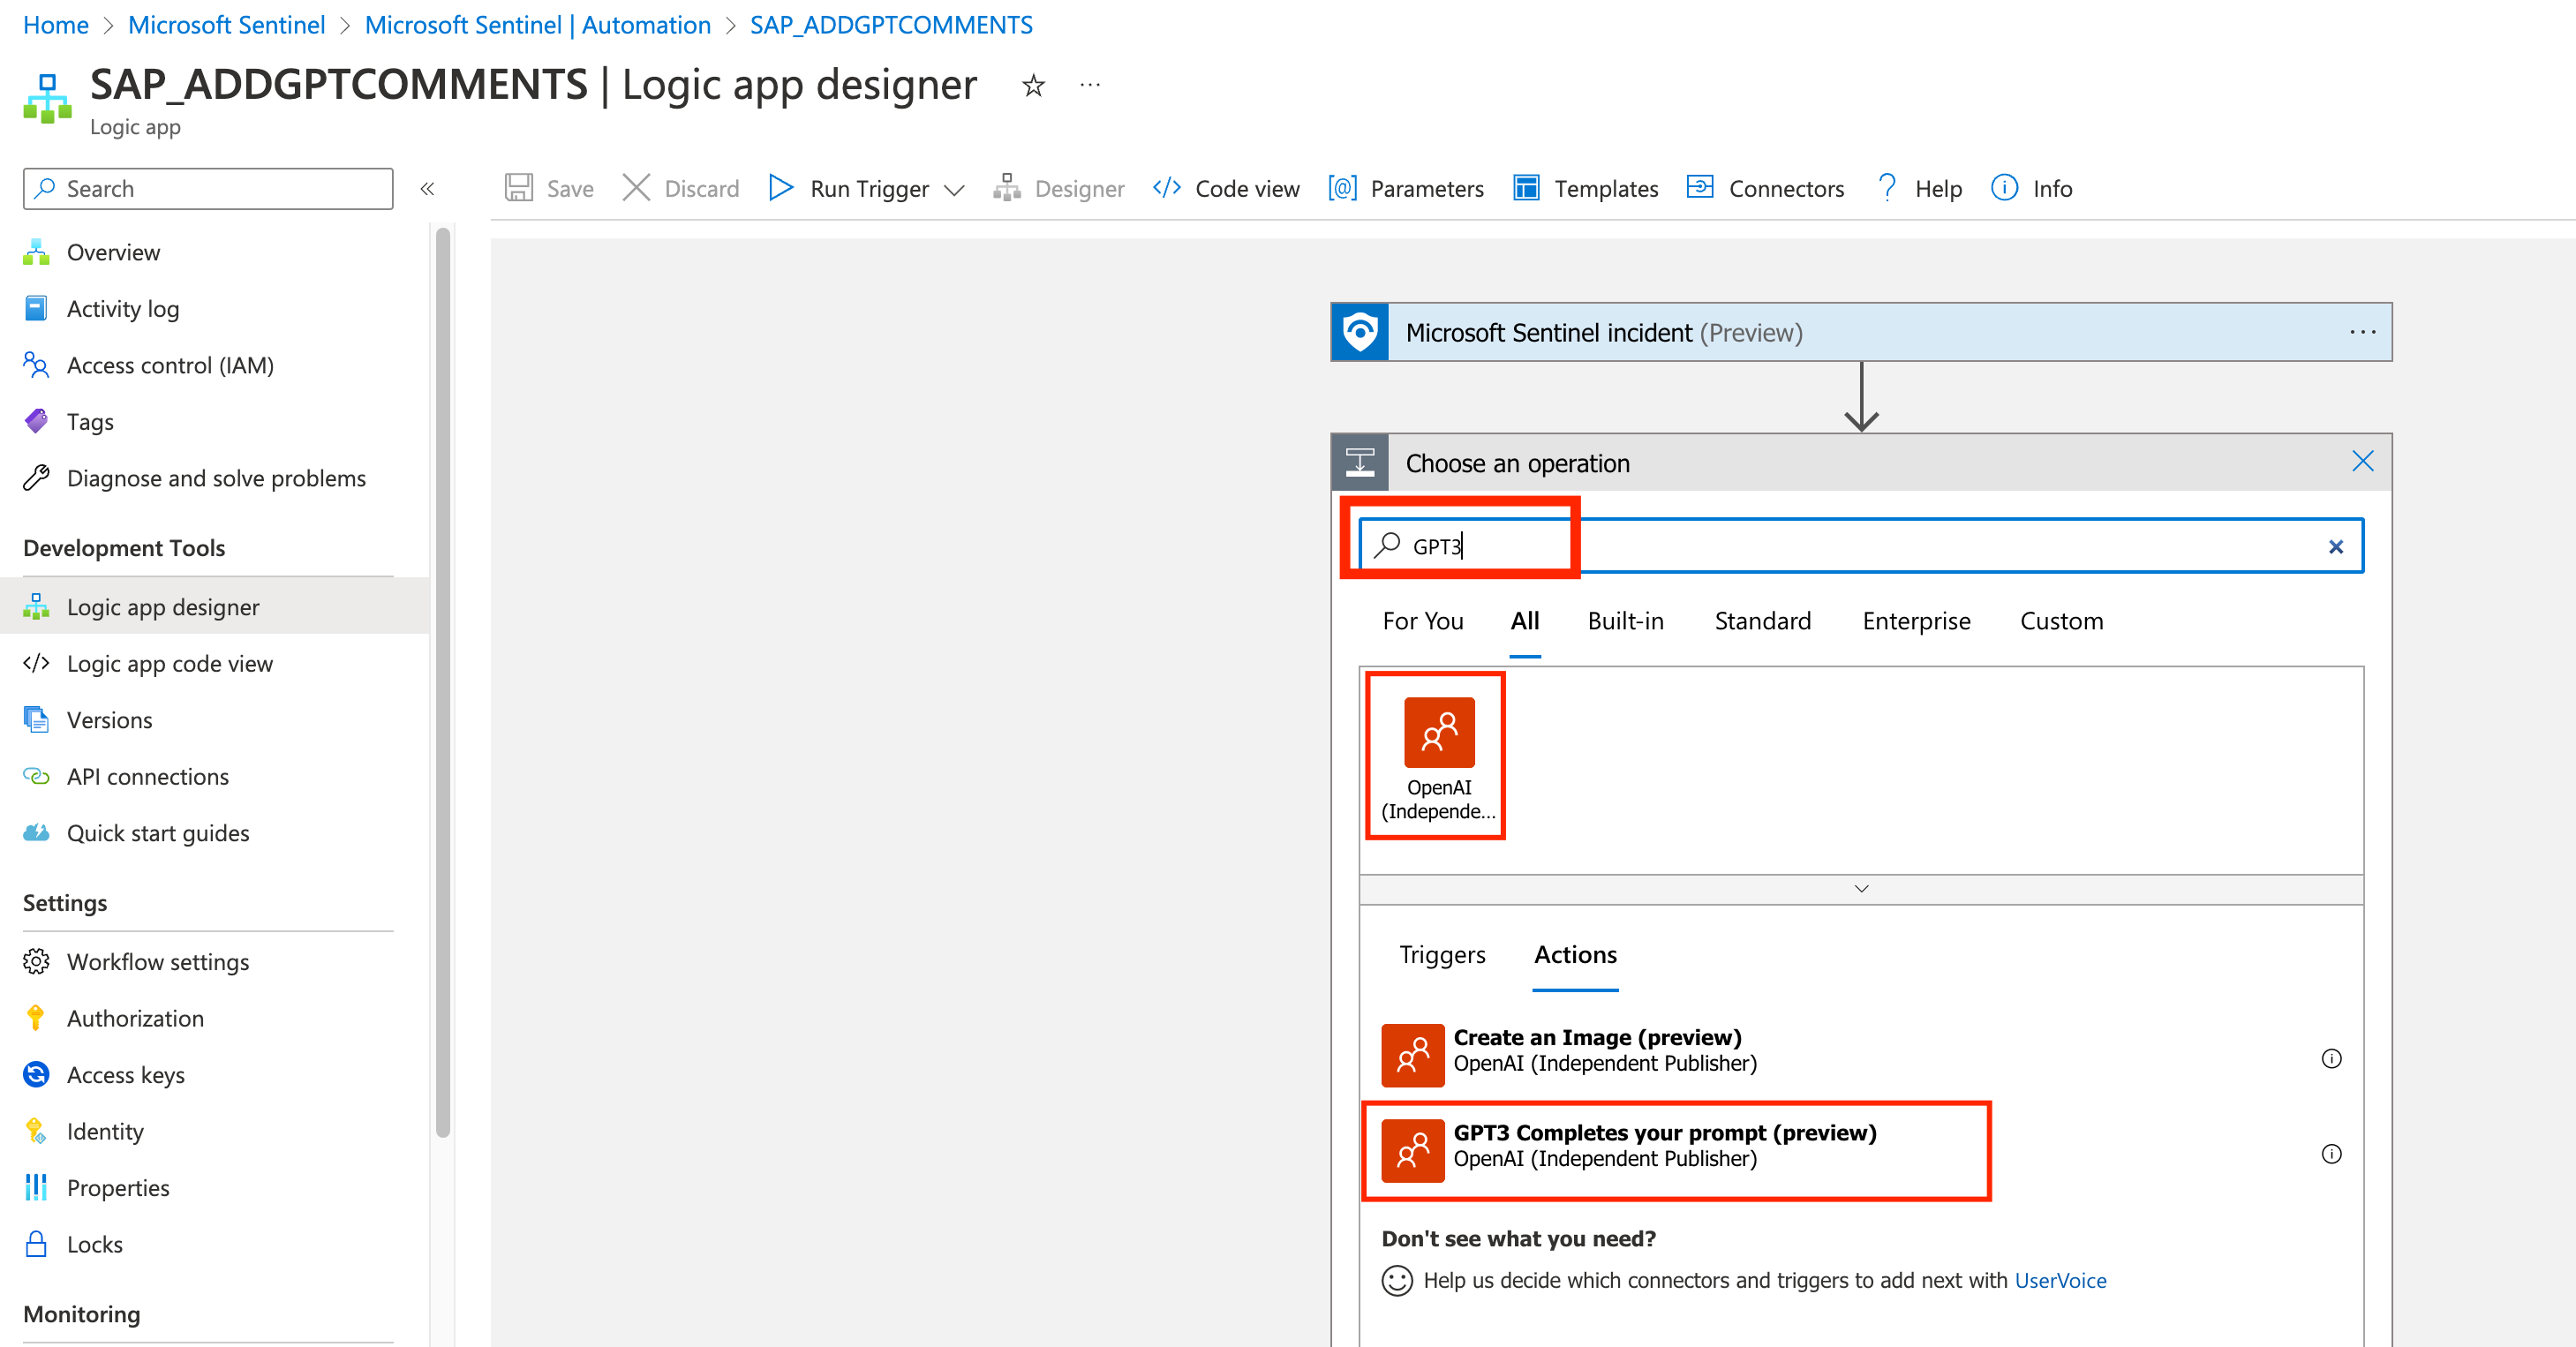 Home > Microsoft Sentinel > Microsoft Sentinel | Automation > SAP_ADDGPTCOMMENTS
SAP_ADDGPTCOMMENTS | Logic app designer ☆ ...
Logic app
Search «
Save Discard Run Trigger Designer Code view Parameters Templates Connectors Help Info
Overview
Activity log
Access control (IAM)
Tags
Diagnose and solve problems
Development Tools
Logic app designer
Logic app code view
Versions
API connections
Quick start guides
Settings
Workflow settings
Authorization
Access keys
Identity
Properties
Locks
Monitoring
Microsoft Sentinel incident (Preview) ...
Choose an operation
GPT3
For You All Built-in Standard Enterprise Custom
OpenAI
(Independe...
Triggers Actions
Create an Image (preview)
OpenAI (Independent Publisher)
GPT3 Completes your prompt (preview)
OpenAI (Independent Publisher)
Don't see what you need?
Help us decide which connectors and triggers to add next with UserVoice